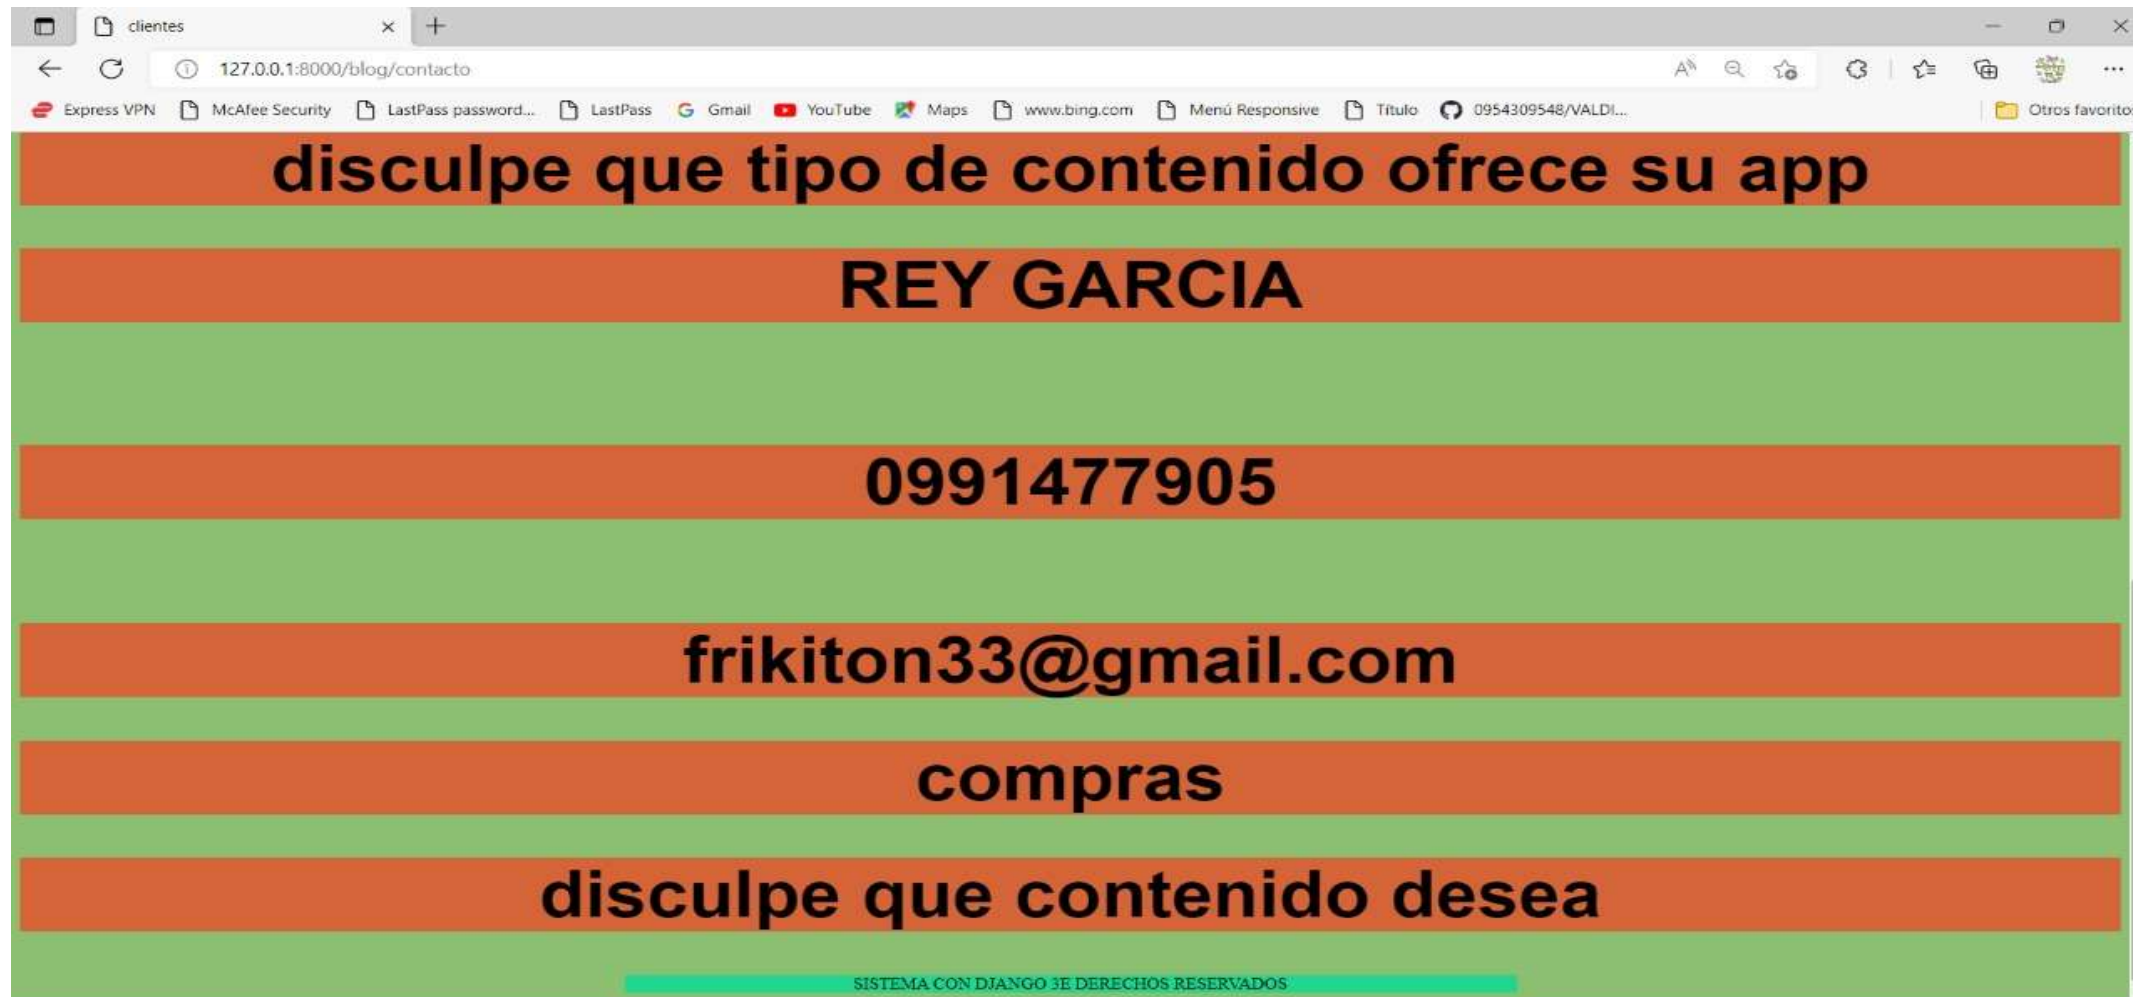 clientes
127.0.0.1:8000/blog/contacto
Express VPN McAfee Security LastPass password... LastPass Gmail YouTube Maps www.bing.com Menú Responsive Título 0954309548/VALDI... Otros favoritos
disculpe que tipo de contenido ofrece su app
REY GARCIA
0991477905
frikiton33@gmail.com
compras
disculpe que contenido desea
SISTEMA CON DJANGO 3E DERECHOS RESERVADOS